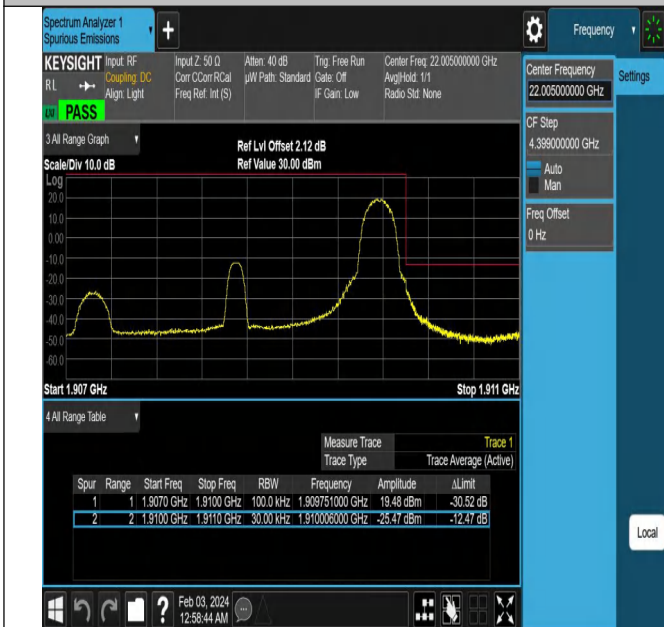 Spectrum Analyzer 1
Spurious Emissions
Frequency
KEYSIGHT
RL
Input: RF
Coupling: DC
Align: Light
Input Z: 50 Ω
Corr CCorr RCal
Freq Ref: Int (S)
Atten: 40 dB
µW Path: Standard
Trig: Free Run
Gate: Off
IF Gain: Low
Center Freq: 22.005000000 GHz
Avg|Hold: 1/1
Radio Std: None
PASS
Center Frequency
22.005000000 GHz
Settings
CF Step
4.399000000 GHz
Auto
Man
Freq Offset
0 Hz
3 All Range Graph
Scale/Div 10.0 dB
Ref Lvl Offset 2.12 dB
Ref Value 30.00 dBm
Log
20.0
10.0
0.00
-10.0
-20.0
-30.0
-40.0
-50.0
-60.0
Start 1.907 GHz
Stop 1.911 GHz
4 All Range Table
Measure Trace Trace 1
Trace Type Trace Average (Active)
Spur Range Start Freq Stop Freq RBW Frequency Amplitude ΔLimit
1 1 1.9070 GHz 1.9100 GHz 100.0 kHz 1.909751000 GHz 19.48 dBm -30.52 dB
2 2 1.9100 GHz 1.9110 GHz 30.00 kHz 1.910006000 GHz -25.47 dBm -12.47 dB
Local
Feb 03, 2024
12:58:44 AM